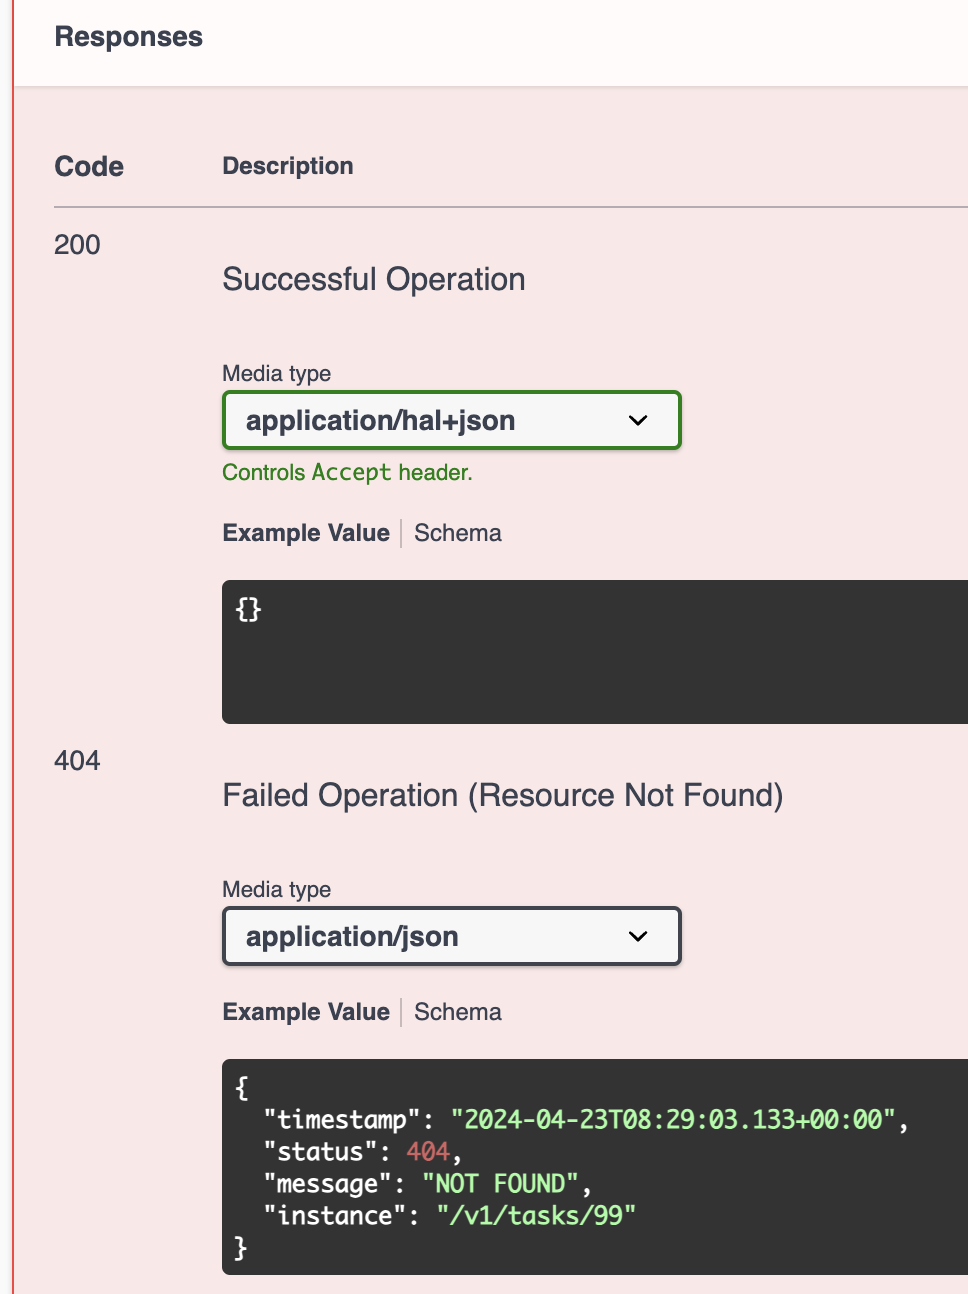 Responses
Code Description
200
Successful Operation
Media type
application/hal+json
Controls Accept header.
Example Value Schema
{}
404
Failed Operation (Resource Not Found)
Media type
application/json
Example Value Schema
{
  "timestamp": "2024-04-23T08:29:03.133+00:00",
  "status": 404,
  "message": "NOT FOUND",
  "instance": "/v1/tasks/99"
}